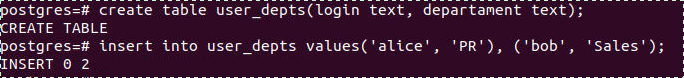 postgres=# create table user_depts(login text, departament text);
CREATE TABLE
postgres=# insert into user_depts values('alice', 'PR'), ('bob', 'Sales');
INSERT 0 2